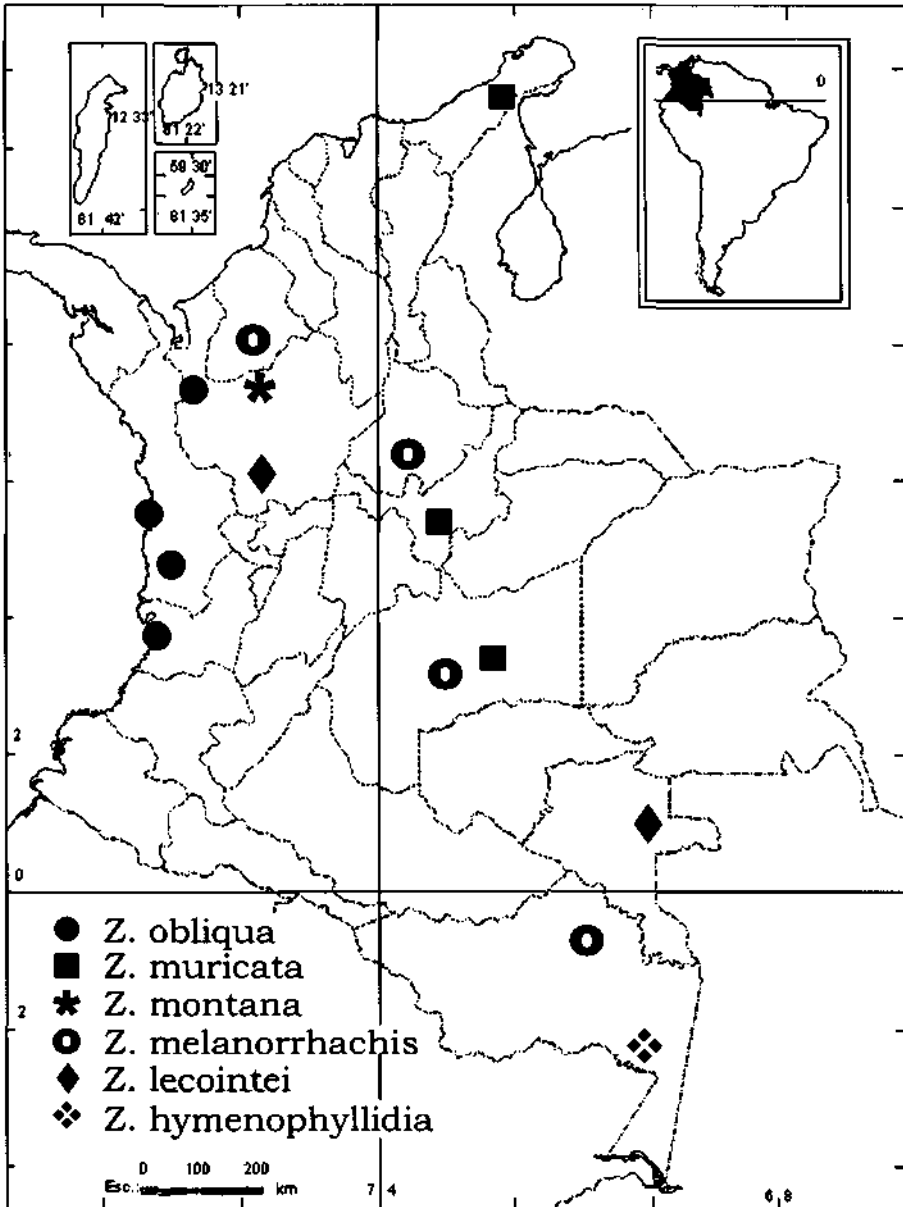 13 21'
12 33'
81 22'
59 30'
81 42'
81 35'
0
2
0
Z. obliqua
Z. muricata
2
Z. montana
Z. melanorrhachis
Z. lecointei
Z. hymenophyllidia
0 100 200
Esc.: km
7 4
6 8